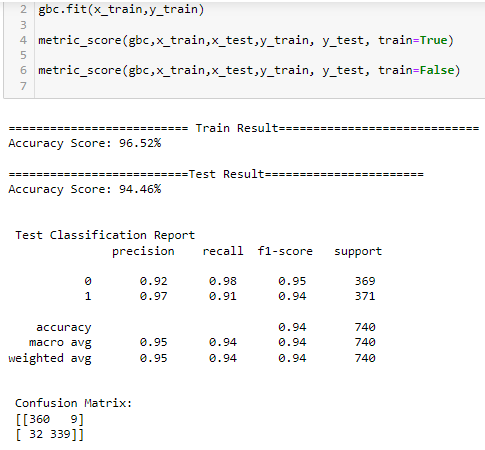 2 gbc.fit(x_train,y_train)
3
4 metric_score(gbc,x_train,x_test,y_train, y_test, train=True)
5
6 metric_score(gbc,x_train,x_test,y_train, y_test, train=False)
7
========================== Train Result=============================
Accuracy Score: 96.52%
==========================Test Result=======================
Accuracy Score: 94.46%
Test Classification Report
precision recall f1-score support
0 0.92 0.98 0.95 369
1 0.97 0.91 0.94 371
accuracy 0.94 740
macro avg 0.95 0.94 0.94 740
weighted avg 0.95 0.94 0.94 740
Confusion Matrix:
[[360 9]
[ 32 339]]